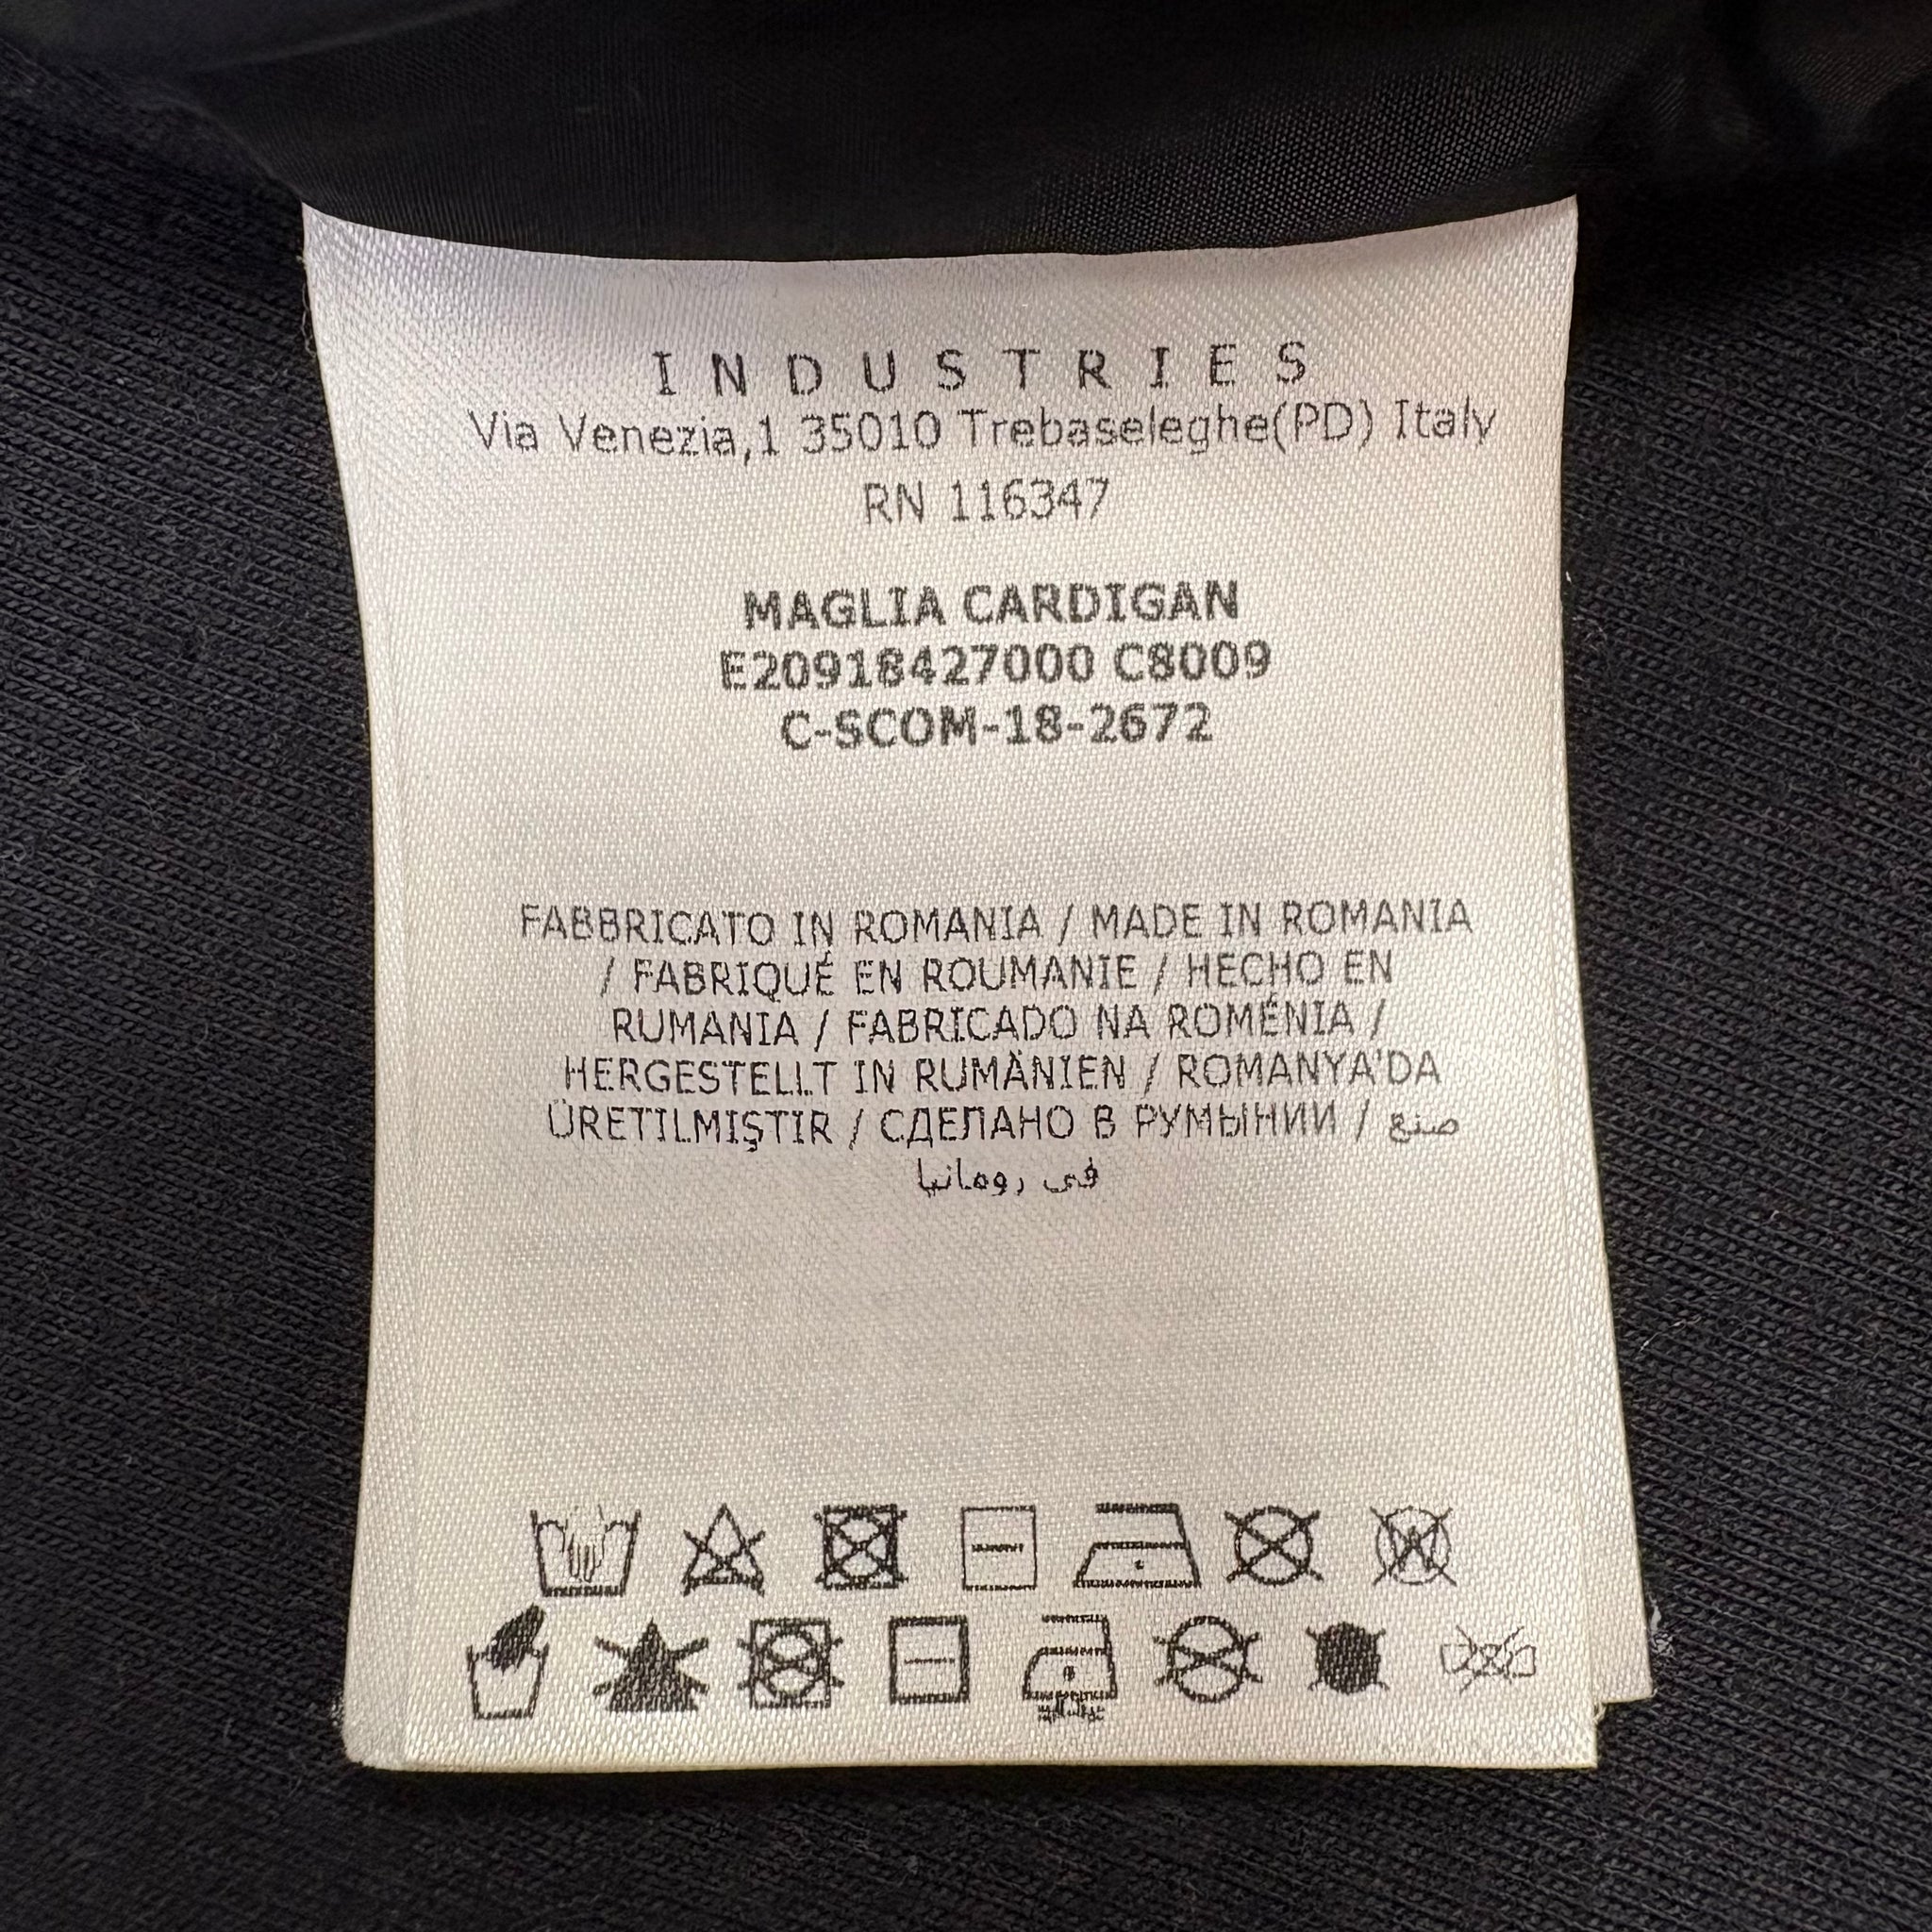 INDUSTRIES
Via Venezia,1 35010 Trebaseleghe(PD) Italy
RN 116347
MAGLIA CARDIGAN
E20918427000 C8009
C-SCOM-18-2672
FABBRICATO IN ROMANIA / MADE IN ROMANIA
/ FABRIQUÉ EN ROUMANIE / HECHO EN
RUMANIA / FABRICADO NA ROMÉNIA /
HERGESTELLT IN RUMÄNIEN / ROMANYA'DA
ÜRETILMIŞTIR / СДЕЛАНО В РУМЫНИИ / صنع
في رومانيا
W